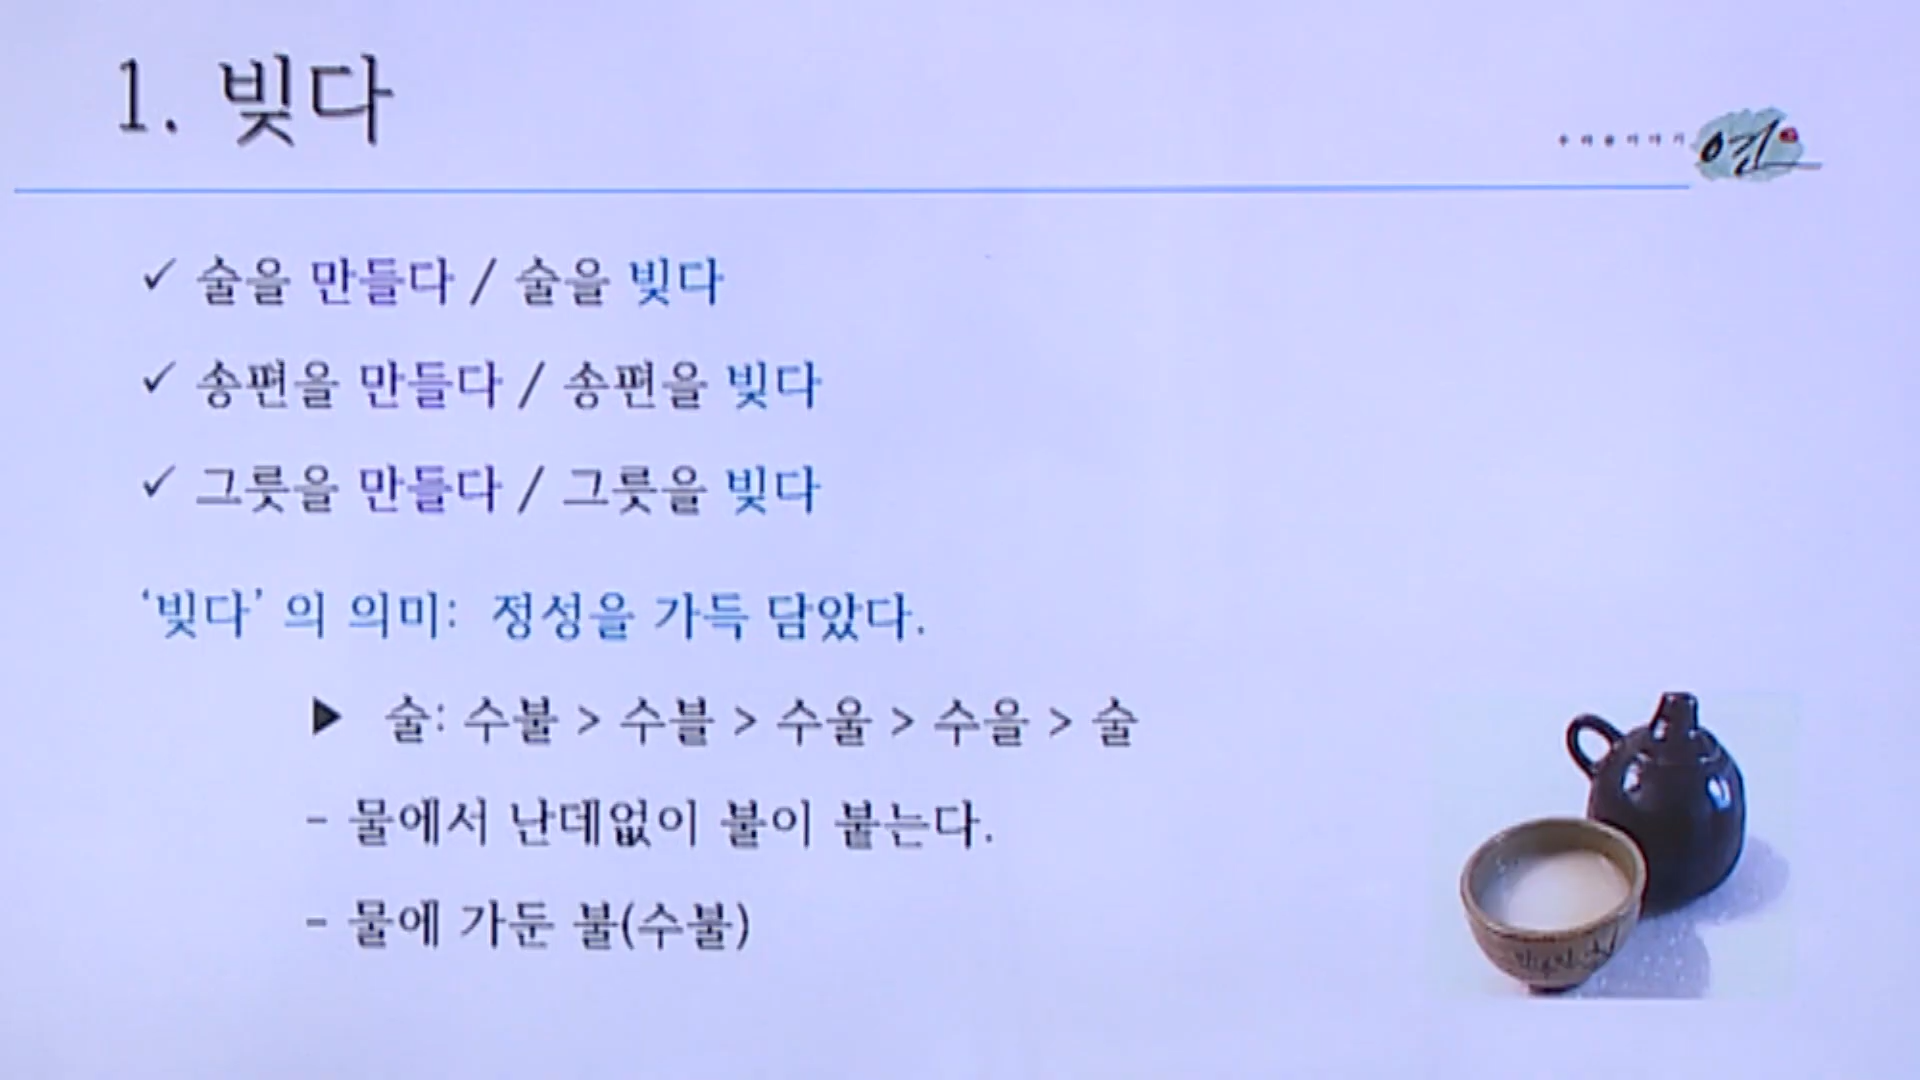 1. 빚다
연
✓ 술을 만들다 / 술을 빚다
✓ 송편을 만들다 / 송편을 빚다
✓ 그릇을 만들다 / 그릇을 빚다
‘빚다’ 의 의미: 정성을 가득 담았다.
▶ 술: 수불 > 수블 > 수울 > 수을 > 술
- 물에서 난데없이 불이 붙는다.
- 물에 가둔 불(수불)